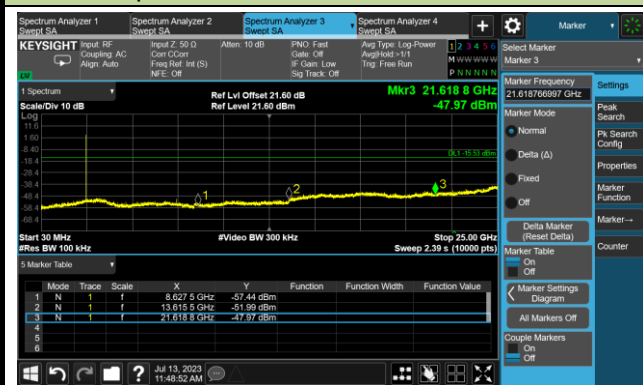 Spectrum Analyzer 1
Swept SA
Spectrum Analyzer 2
Swept SA
Spectrum Analyzer 3
Swept SA
Spectrum Analyzer 4
Swept SA
+
Marker
KEYSIGHT
Input: RF
Coupling: AC
Align: Auto
Input Z: 50 Ω
Corr CCorr
Freq Ref: Int (S)
NFE: Off
Atten: 10 dB
PNO: Fast
Gate: Off
IF Gain: Low
Sig Track: Off
Avg Type: Log-Power
Avg|Hold:>1/1
Trig: Free Run
1 2 3 4 5 6
M W W W W W
P N N N N N
Select Marker
Marker 3
1 Spectrum
Scale/Div 10 dB
Ref Lvl Offset 21.60 dB
Ref Level 21.60 dBm
Mkr3 21.618 8 GHz
-47.97 dBm
Log
11.6
1.60
-8.40
-18.4
-28.4
-38.4
-48.4
-58.4
-68.4
DL1 -15.53 dBm
1
2
3
Start 30 MHz
#Res BW 100 kHz
#Video BW 300 kHz
Stop 25.00 GHz
Sweep 2.39 s (10000 pts)
5 Marker Table
Mode Trace Scale X Y Function Function Width Function Value
1 N 1 f 8.627 5 GHz -57.44 dBm
2 N 1 f 13.615 5 GHz -51.99 dBm
3 N 1 f 21.618 8 GHz -47.97 dBm
4
5
6
Marker Frequency
21.618766997 GHz
Marker Mode
Normal
Delta (Δ)
Fixed
Off
Delta Marker
(Reset Delta)
Marker Table
On
Off
Marker Settings
Diagram
All Markers Off
Couple Markers
On
Off
Settings
Peak
Search
Pk Search
Config
Properties
Marker
Function
Marker→
Counter
?
Jul 13, 2023
11:48:52 AM